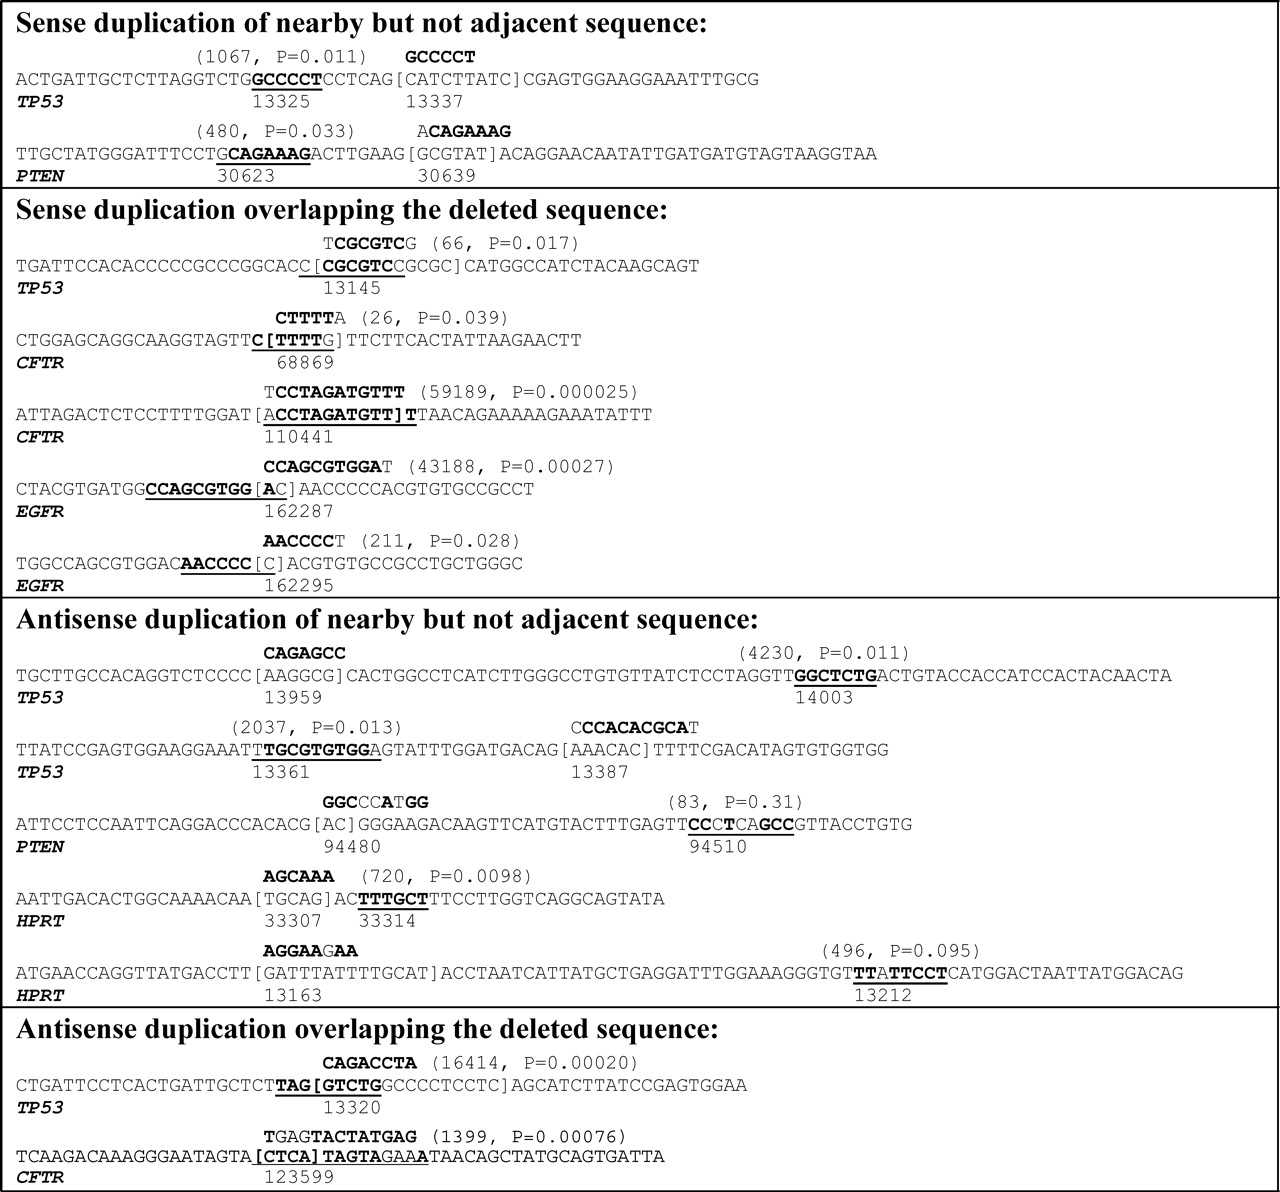 Sense duplication of nearby but not adjacent sequence:
(1067, P=0.011) GCCCCT
ACTGATTGCTCTTAGGTCTGGCCCCTCCTCAG[CATCTTATC]CGAGTGGAAGGAAATTTGCG
TP53 13325 13337
(480, P=0.033) ACAGAAAG
TTGCTATGGGATTTCCTGCAGAAAGACTTGAAG[GCGTAT]ACAGGAACAATATTGATGATGTAGTAAGGTAA
PTEN 30623 30639
Sense duplication overlapping the deleted sequence:
TCGCGTCG (66, P=0.017)
TGATTCCACACCCCCGCCCGGCACC[CGCGTCCGCGC]CATGGCCATCTACAAGCAGT
TP53 13145
CTTTTA (26, P=0.039)
CTGGAGCAGGCAAGGTAGTTC[TTTTG]TTCTTCACTATTAAGAACTT
CFTR 68869
TCCTAGATGTTT (59189, P=0.000025)
ATTAGACTCTCCTTTTGGAT[ACCTAGATGTT]TTAACAGAAAAAGAAATATTT
CFTR 110441
CCAGCGTGGAT (43188, P=0.00027)
CTACGTGATGGCCAGCGTGG[AC]AACCCCCACGTGTGCCGCCT
EGFR 162287
AACCCCT (211, P=0.028)
TGGCCAGCGTGGACAACCCC[C]ACGTGTGCCGCCTGCTGGGC
EGFR 162295
Antisense duplication of nearby but not adjacent sequence:
CAGAGCC (4230, P=0.011)
TGCTTGCCACAGGTCTCCCC[AAGGCG]CACTGGCCTCATCTTGGGCCTGTGTTATCTCCTAGGTTGGCTCTGACTGTACCACCATCCACTACAACTA
TP53 13959 14003
(2037, P=0.013) CCCACACGCAT
TTATCCGAGTGGAAGGAAATTTGCGTGTGGAGTATTTGGATGACAG[AAACAC]TTTTCGACATAGTGTGGTGG
TP53 13361 13387
GGCCCATGG (83, P=0.31)
ATTCCTCCAATTCAGGACCCACACG[AC]GGGAAGACAAGTTCATGTACTTTGAGTTCCCTCAGCCGTTACCTGTG
PTEN 94480 94510
AGCAAA (720, P=0.0098)
AATTGACACTGGCAAAACAA[TGCAG]ACTTTGCTTTCCTTGGTCAGGCAGTATA
HPRT 33307 33314
AGGAAGAA (496, P=0.095)
ATGAACCAGGTTATGACCTT[GATTTATTTTGCAT]ACCTAATCATTATGCTGAGGATTTGGAAAGGGTGTTTATTCCTCATGGACTAATTATGGACAG
HPRT 13163 13212
Antisense duplication overlapping the deleted sequence:
CAGACCTA (16414, P=0.00020)
CTGATTCCTCACTGATTGCTCTTAG[GTCTGGCCCCTCCTC]AGCATCTTATCCGAGTGGAA
TP53 13320
TGAGTACTATGAG (1399, P=0.00076)
TCAAGACAAAGGGAATAGTA[CTCA]TAGTAGAAATAACAGCTATGCAGTGATTA
CFTR 123599